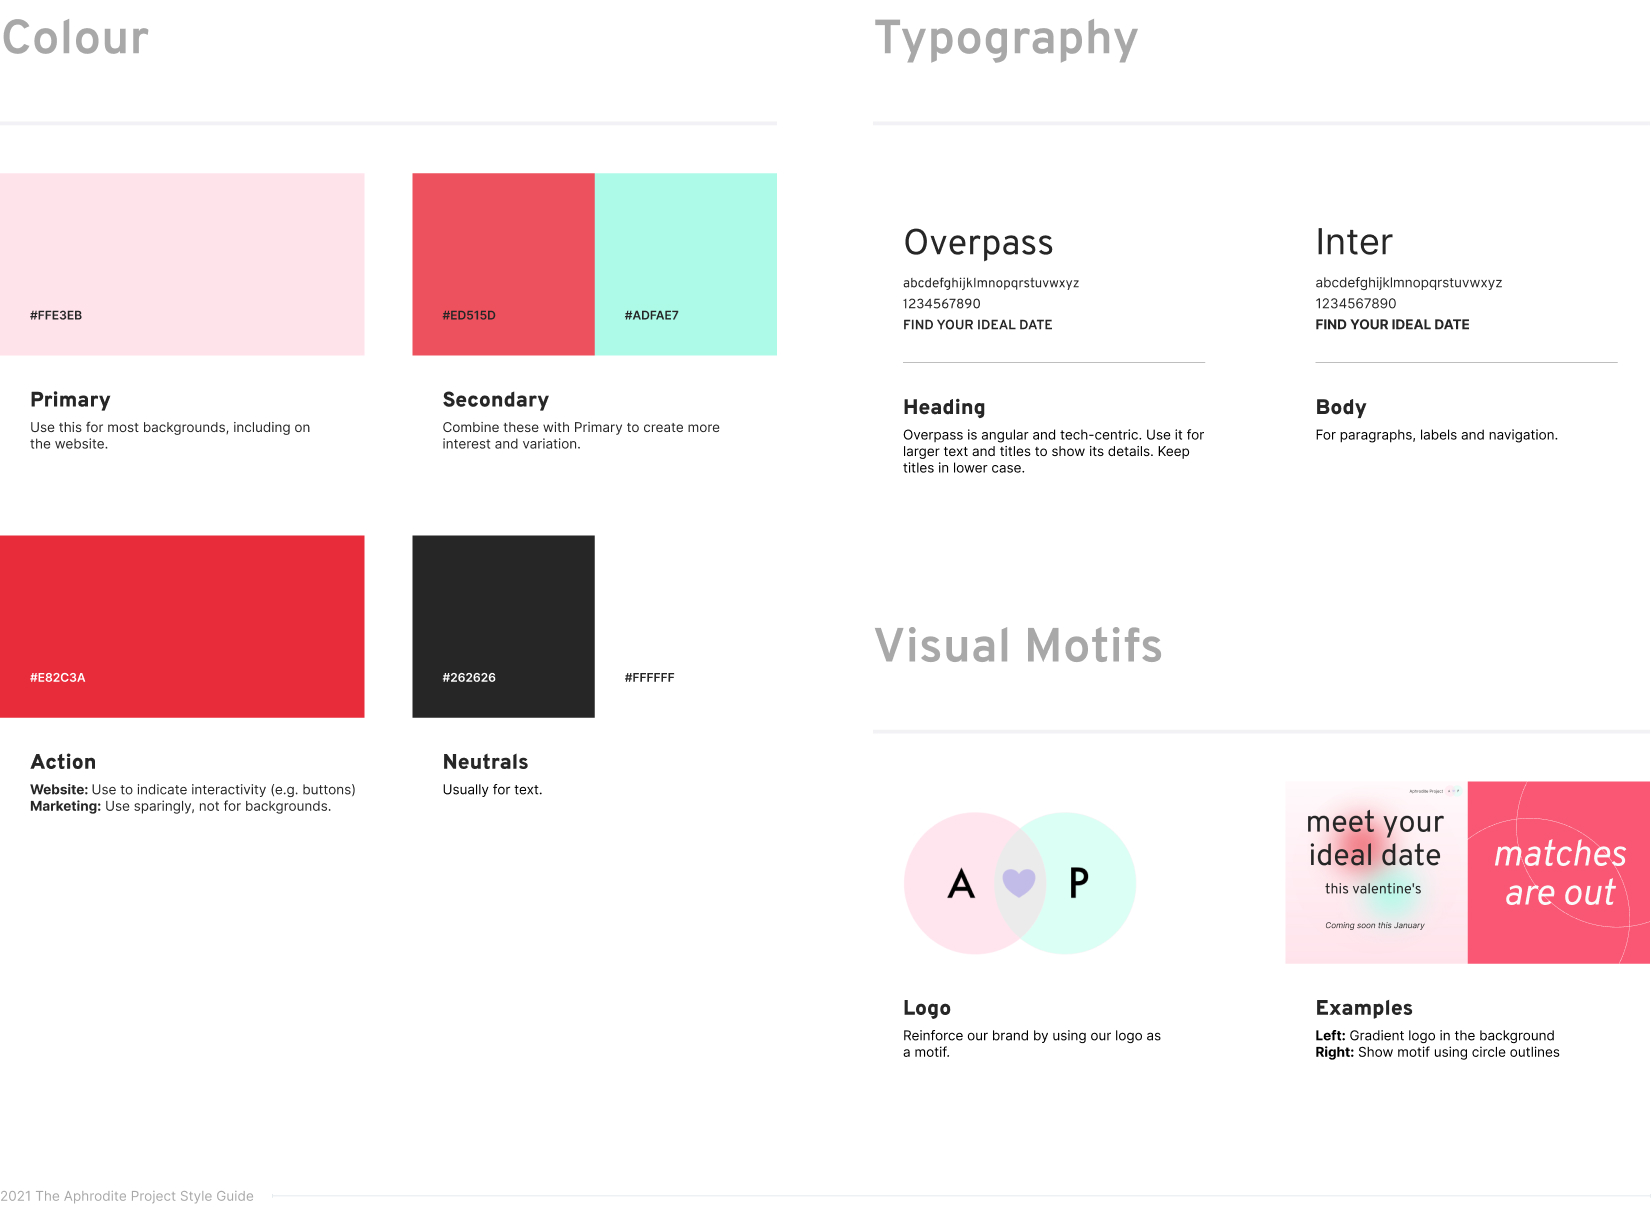 Colour
#FFE3EB
Primary
Use this for most backgrounds, including on
the website.
#ED515D
#ADFAE7
Secondary
Combine these with Primary to create more
interest and variation.
#E82C3A
Action
Website: Use to indicate interactivity (e.g. buttons)
Marketing: Use sparingly, not for backgrounds.
#262626
#FFFFFF
Neutrals
Usually for text.
Typography
Overpass
abcdefghijklmnopqrstuvwxyz
1234567890
FIND YOUR IDEAL DATE
Heading
Overpass is angular and tech-centric. Use it for
larger text and titles to show its details. Keep
titles in lower case.
Inter
abcdefghijklmnopqrstuvwxyz
1234567890
FIND YOUR IDEAL DATE
Body
For paragraphs, labels and navigation.
Visual Motifs
A P
Logo
Reinforce our brand by using our logo as
a motif.
Aphrodite Project
meet your
ideal date
this valentine's
Coming soon this January
matches
are out
Examples
Left: Gradient logo in the background
Right: Show motif using circle outlines
2021 The Aphrodite Project Style Guide